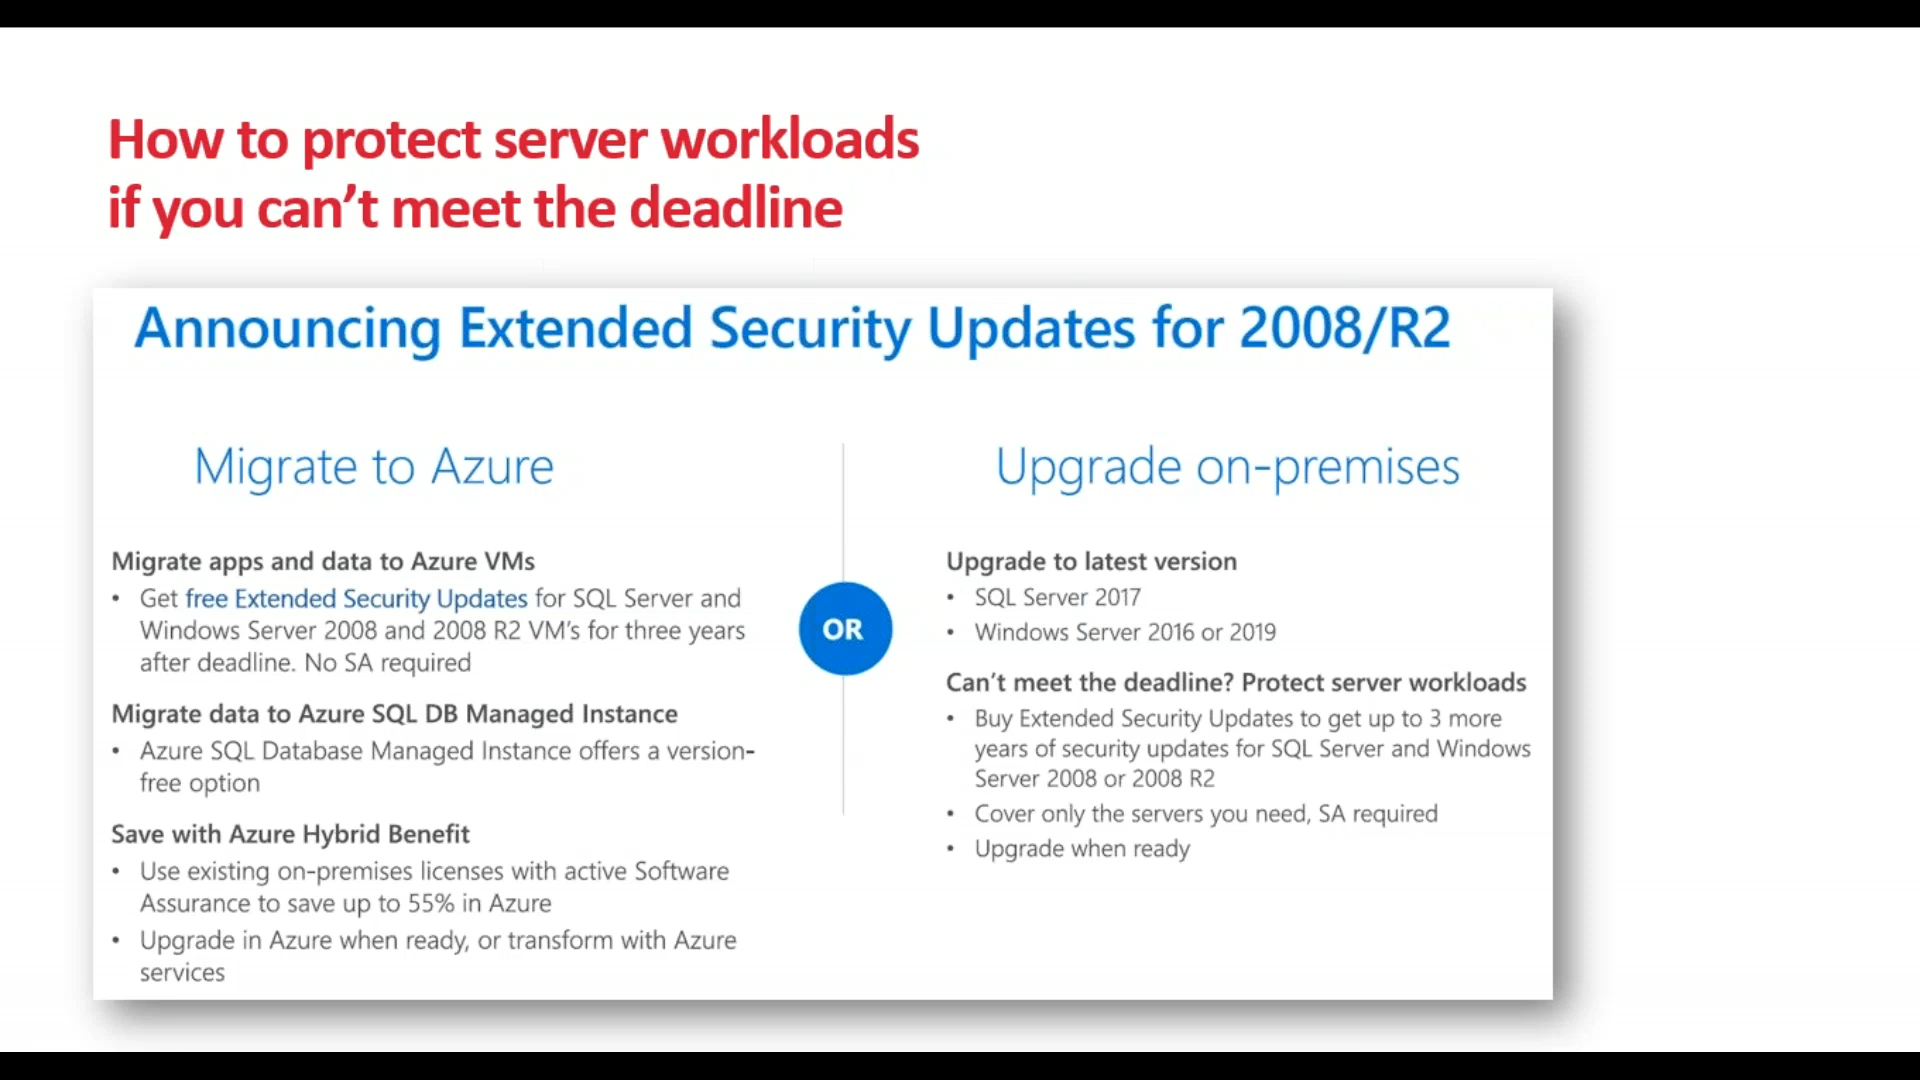 How to protect server workloads
if you can’t meet the deadline
Announcing Extended Security Updates for 2008/R2
Migrate to Azure
Migrate apps and data to Azure VMs
• Get free Extended Security Updates for SQL Server and
Windows Server 2008 and 2008 R2 VM’s for three years
after deadline. No SA required
Migrate data to Azure SQL DB Managed Instance
• Azure SQL Database Managed Instance offers a version-
free option
Save with Azure Hybrid Benefit
• Use existing on-premises licenses with active Software
Assurance to save up to 55% in Azure
• Upgrade in Azure when ready, or transform with Azure
services
OR
Upgrade on-premises
Upgrade to latest version
• SQL Server 2017
• Windows Server 2016 or 2019
Can’t meet the deadline? Protect server workloads
• Buy Extended Security Updates to get up to 3 more
years of security updates for SQL Server and Windows
Server 2008 or 2008 R2
• Cover only the servers you need, SA required
• Upgrade when ready